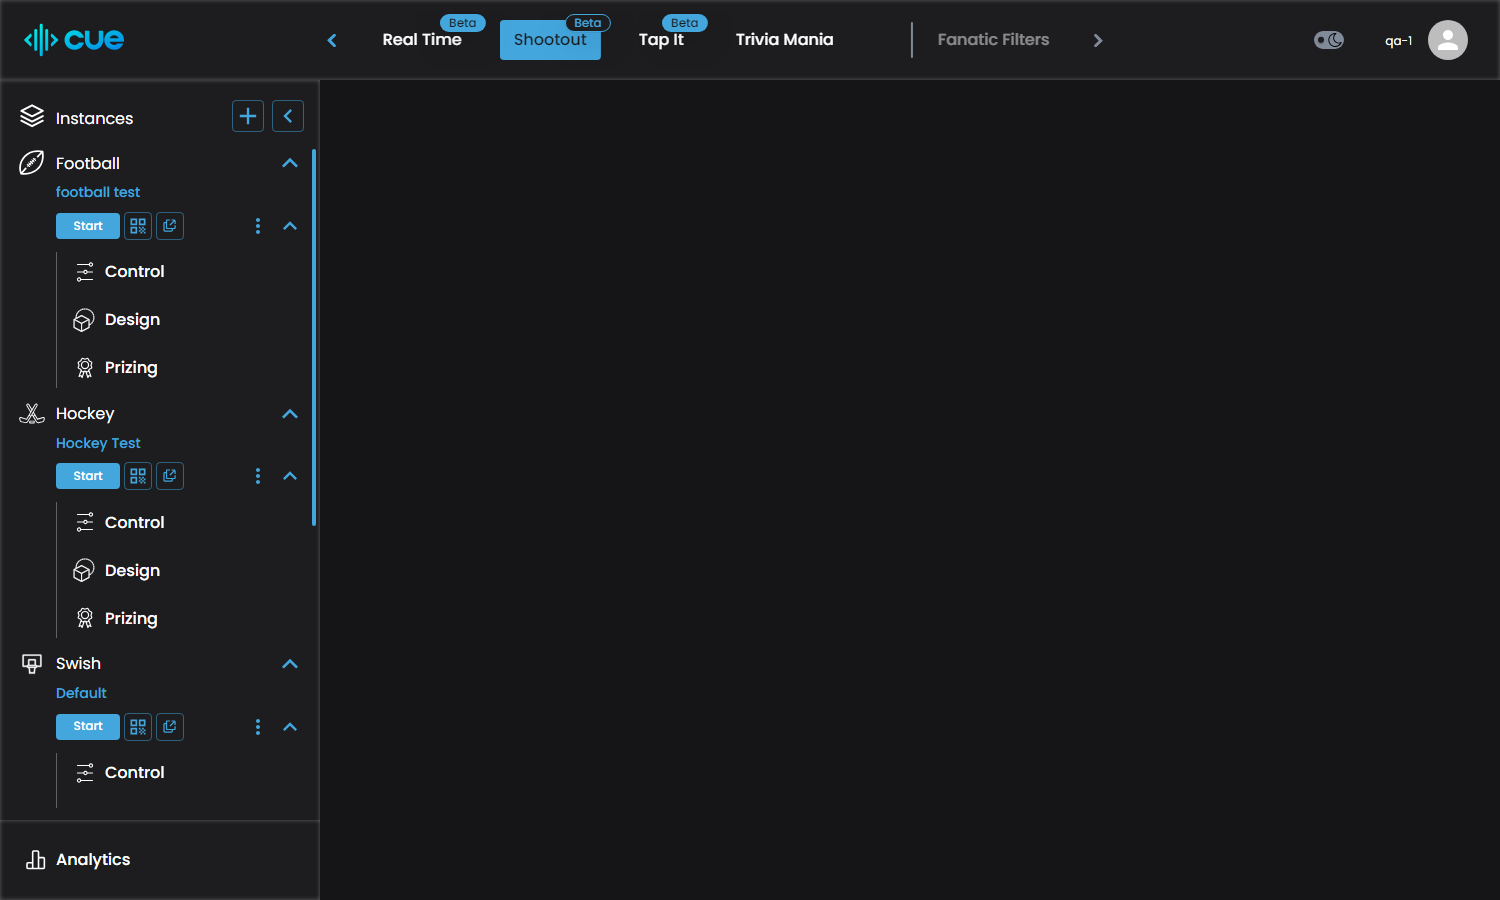 cue
Real Time
Beta
Shootout
Beta
Tap It
Beta
Trivia Mania
Fanatic Filters
qa-1
Instances
Football
football test
Start
Control
Design
Prizing
Hockey
Hockey Test
Start
Control
Design
Prizing
Swish
Default
Start
Control
Analytics